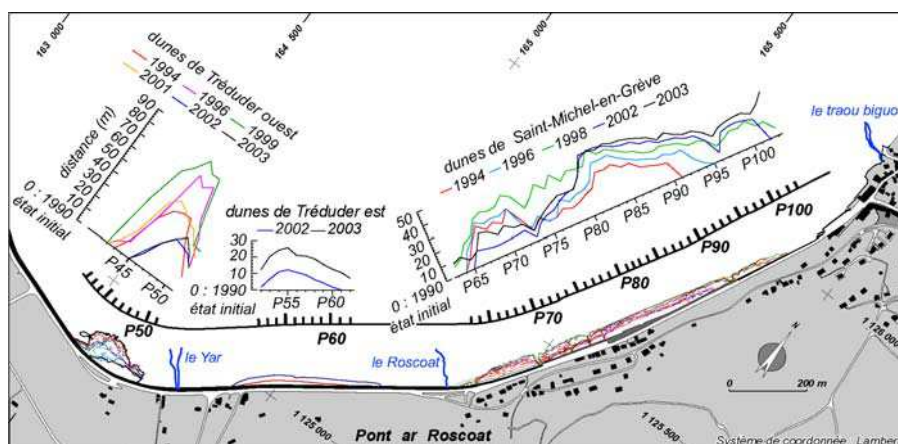 163 000
164 500
165 000
165 500
dunes de Tréduder ouest
1994
1996
1999
2001
2002
2003
distance (m)
90
80
70
60
50
40
30
20
10
0 : 1990
état initial
P45
P50
dunes de Tréduder est
2002
2003
30
20
10
0 : 1990
état initial
P55
P60
dunes de Saint-Michel-en-Grève
1994
1996
1998
2002
2003
50
40
30
20
10
0 : 1990
état initial
P65
P70
P75
P80
P85
P90
P95
P100
le traou biguo
P50
P60
P70
P80
P90
P100
le Yar
le Roscoat
Pont ar Roscoat
1 125 000
1 125 500
1 126 000
N
0
200 m
Système de coordonnée Lamber